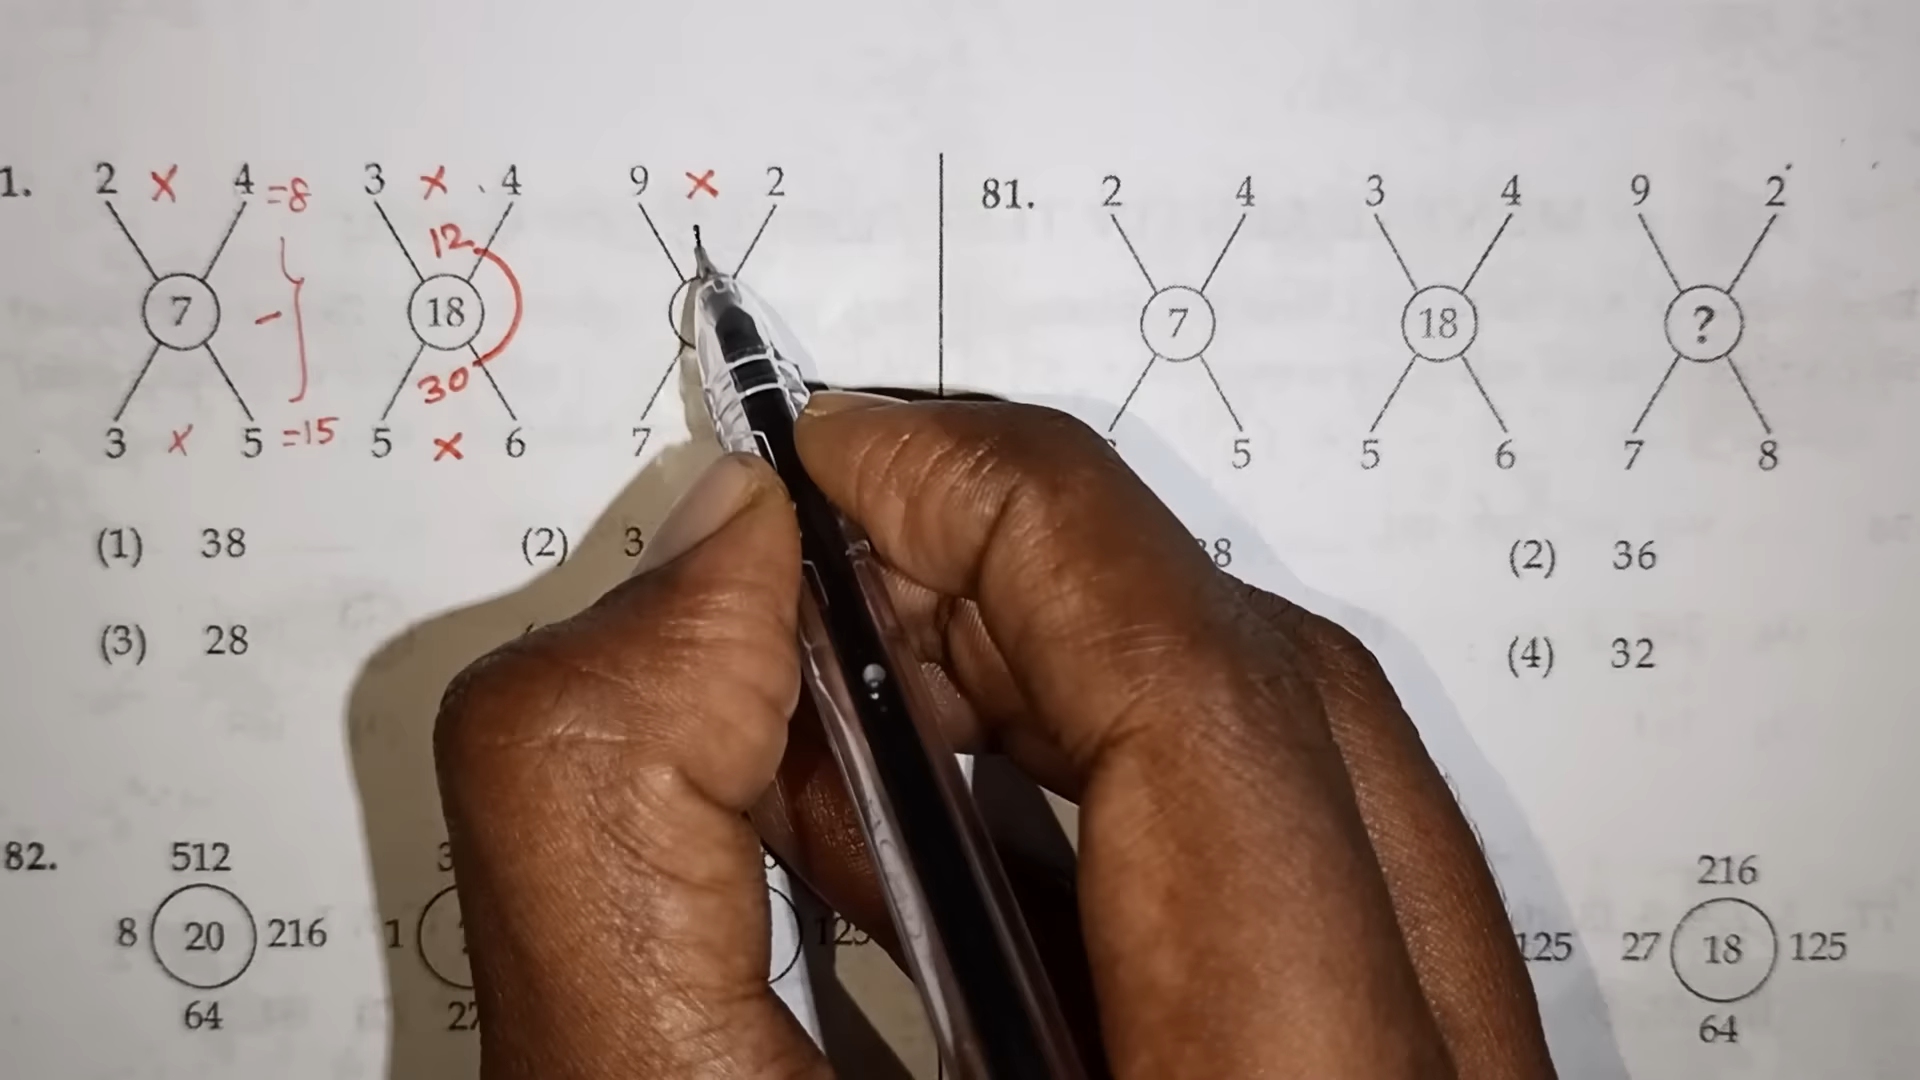 1. 2 × 4 =8 3 × 4 9 × 2
12
7 - 18
30
3 × 5 =15 5 × 6 7
(1) 38 (2) 3
(3) 28
82. 512
8 20 216 1
64 27
81. 2 4 3 4 9 2
7 18 ?
5 5 6 7 8
38 (2) 36
(4) 32
216
125 27 18 125
64